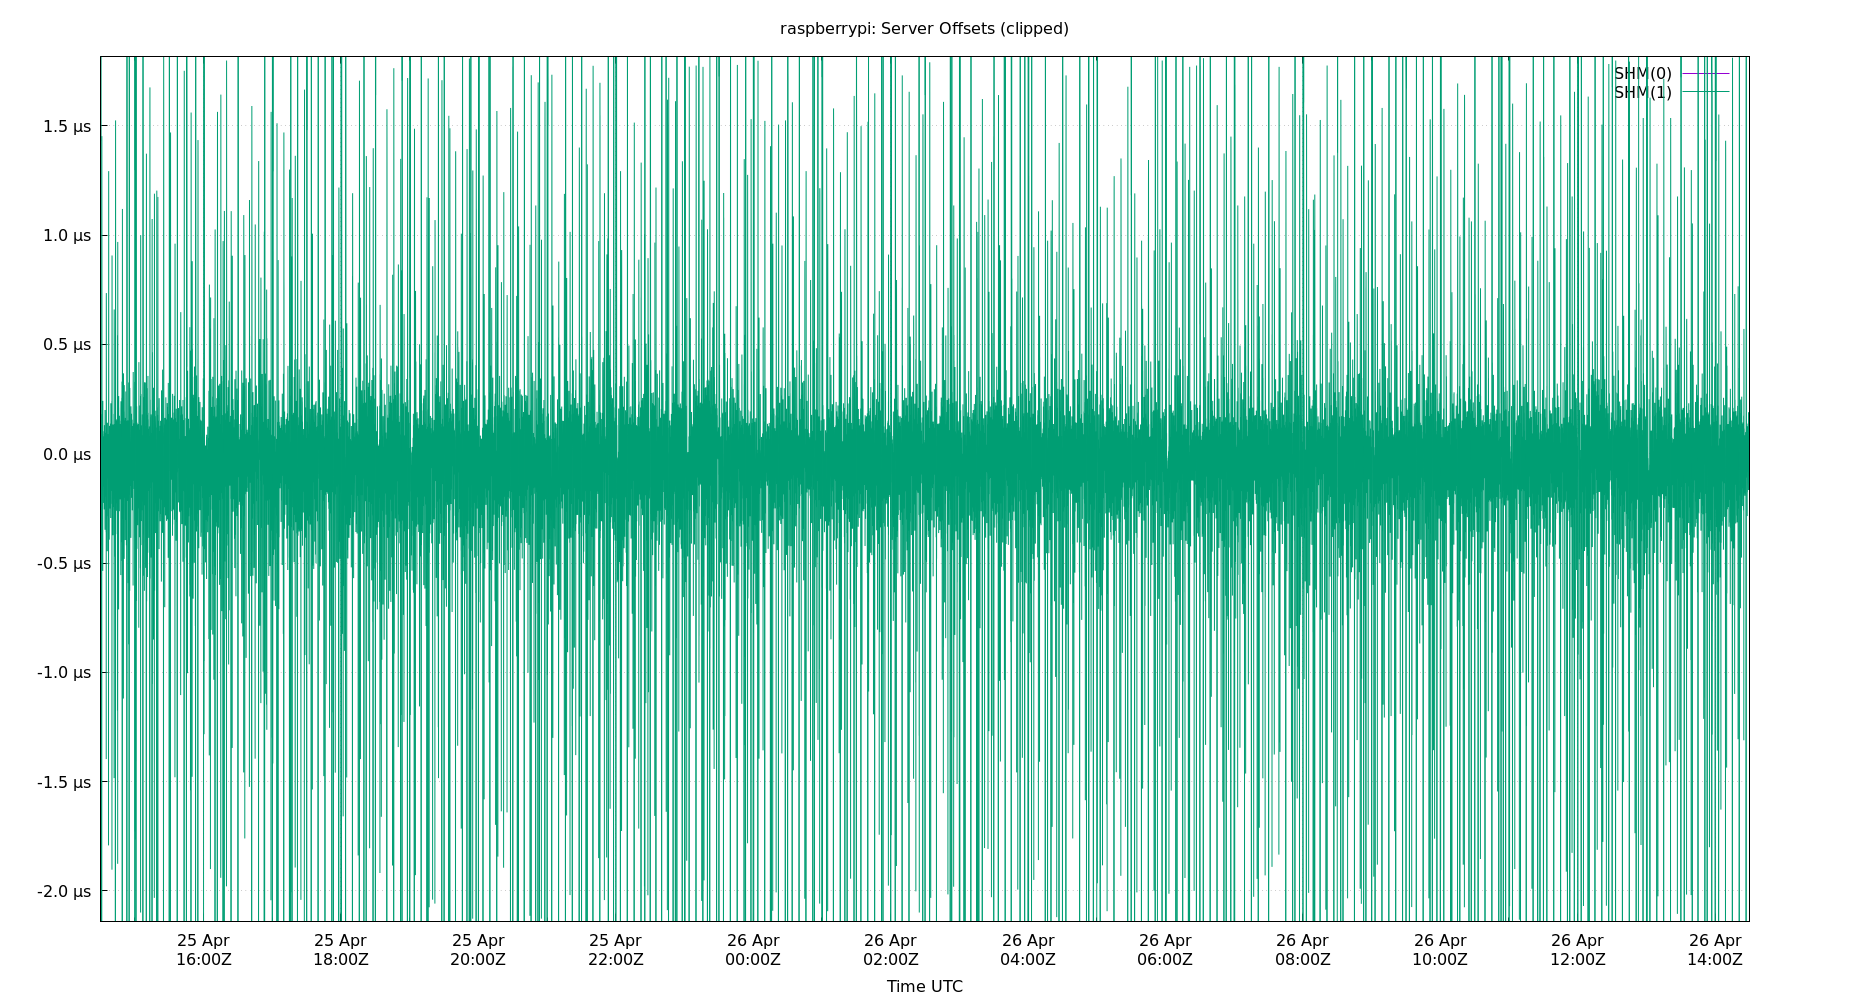 raspberrypi: Server Offsets (clipped)
SHM(0)
SHM(1)
1.5 µs
1.0 µs
0.5 µs
0.0 µs
-0.5 µs
-1.0 µs
-1.5 µs
-2.0 µs
25 Apr 25 Apr 25 Apr 25 Apr 26 Apr 26 Apr 26 Apr 26 Apr 26 Apr 26 Apr 26 Apr 26 Apr
16:00Z 18:00Z 20:00Z 22:00Z 00:00Z 02:00Z 04:00Z 06:00Z 08:00Z 10:00Z 12:00Z 14:00Z
Time UTC